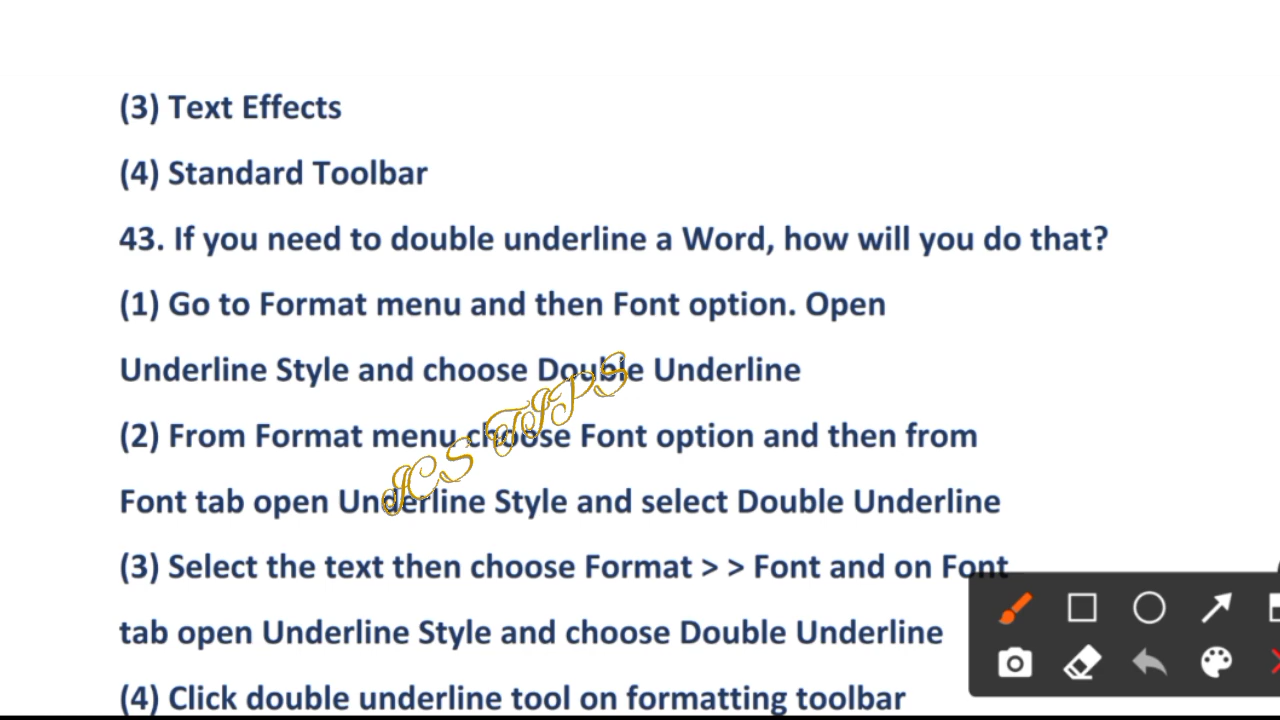 (3) Text Effects
(4) Standard Toolbar
43. If you need to double underline a Word, how will you do that?
(1) Go to Format menu and then Font option. Open
Underline Style and choose Double Underline
(2) From Format menu choose Font option and then from
Font tab open Underline Style and select Double Underline
(3) Select the text then choose Format > > Font and on Font
tab open Underline Style and choose Double Underline
(4) Click double underline tool on formatting toolbar
JCS TIPS